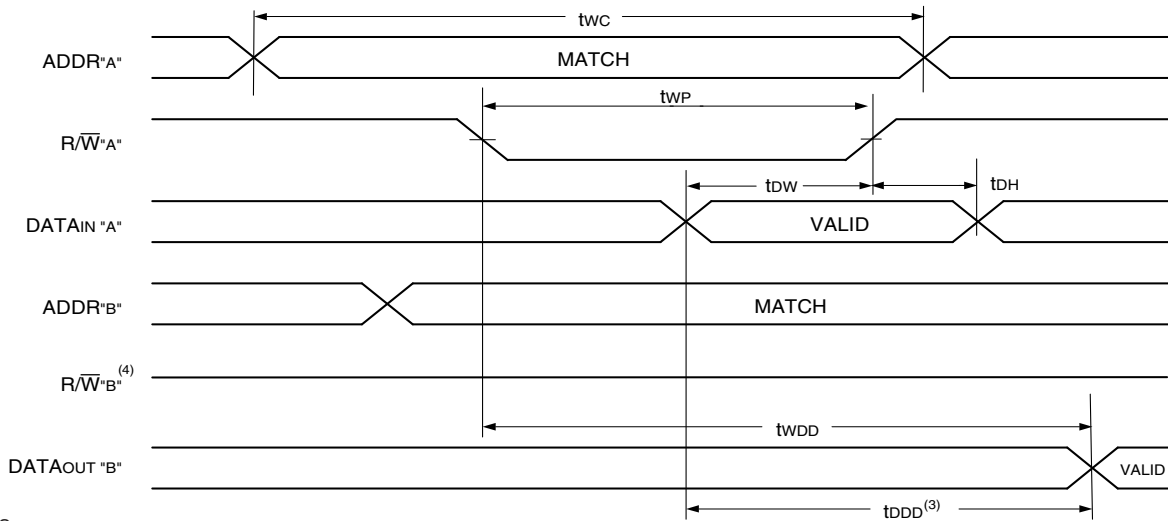 tWC
ADDR"A"
MATCH
tWP
R/W̅"A"
tDW
tDH
DATAIN "A"
VALID
ADDR"B"
MATCH
R/W̅"B"(4)
tWDD
DATAOUT "B"
VALID
tDDD(3)